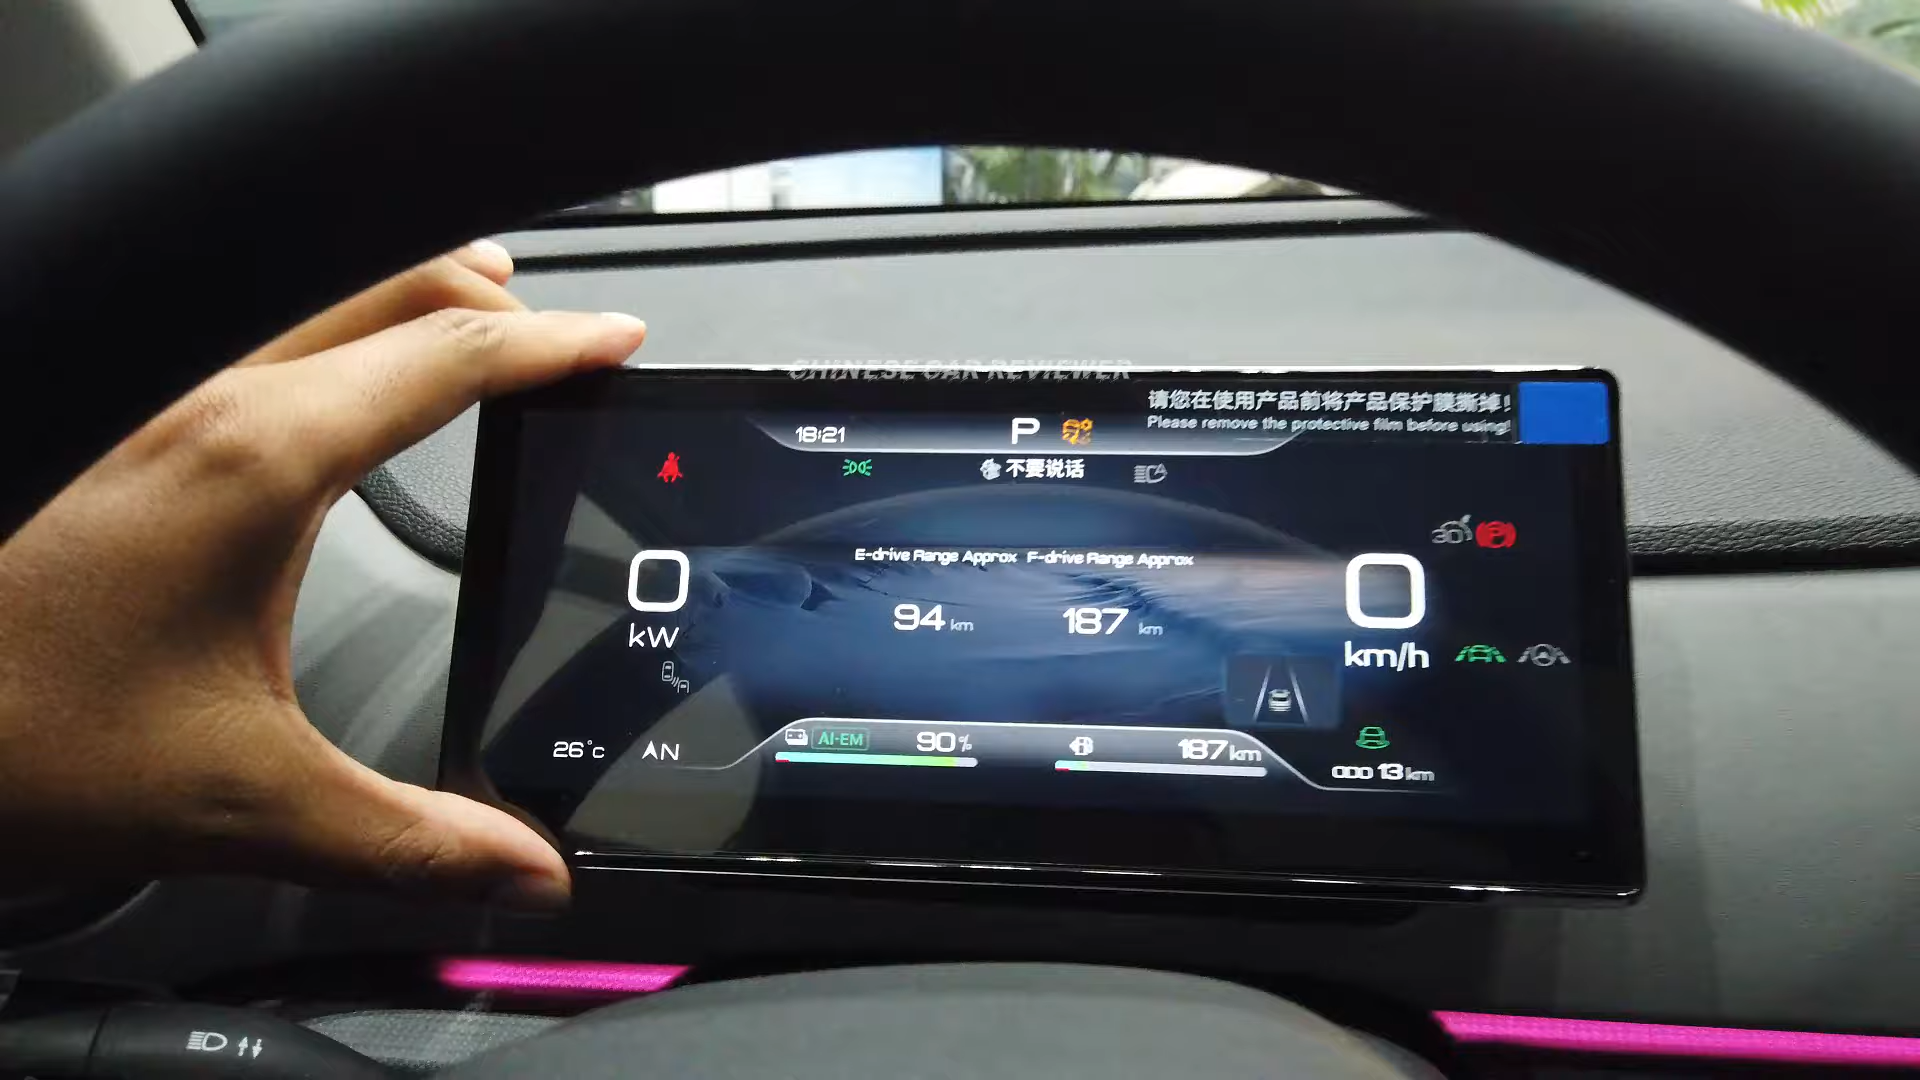 CHINESE CAR REVIEWER
请您在使用产品前将产品保护膜撕掉！
Please remove the protective film before using!
18:21
P
不要说话
A
30
P
E-drive Range Approx F-drive Range Approx
94 km
187 km
0
kW
0
km/h
26°c
N
AI-EM
90%
187km
000 13km